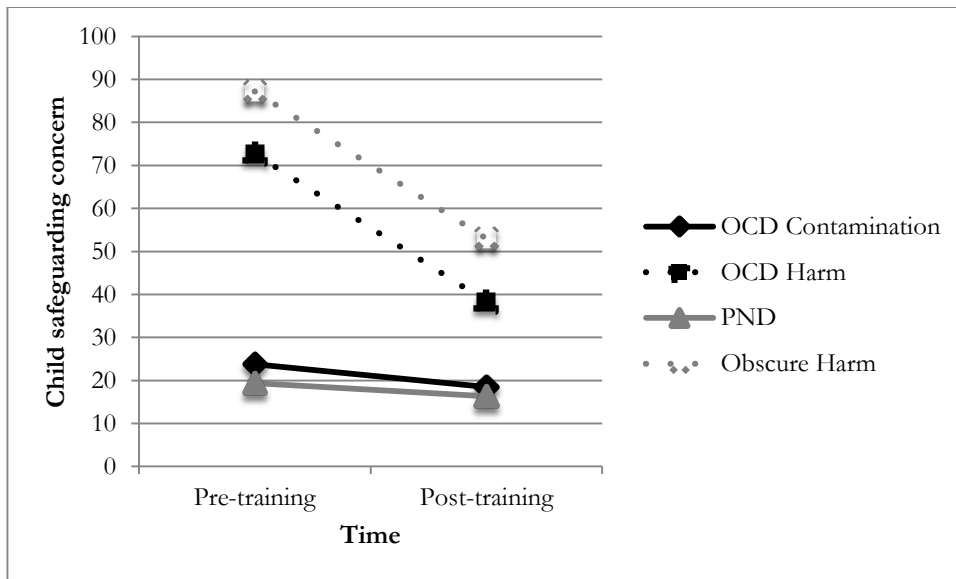 Child safeguarding concern
100
90
80
70
60
50
40
30
20
10
0
Pre-training
Post-training
Time
OCD Contamination
OCD Harm
PND
Obscure Harm